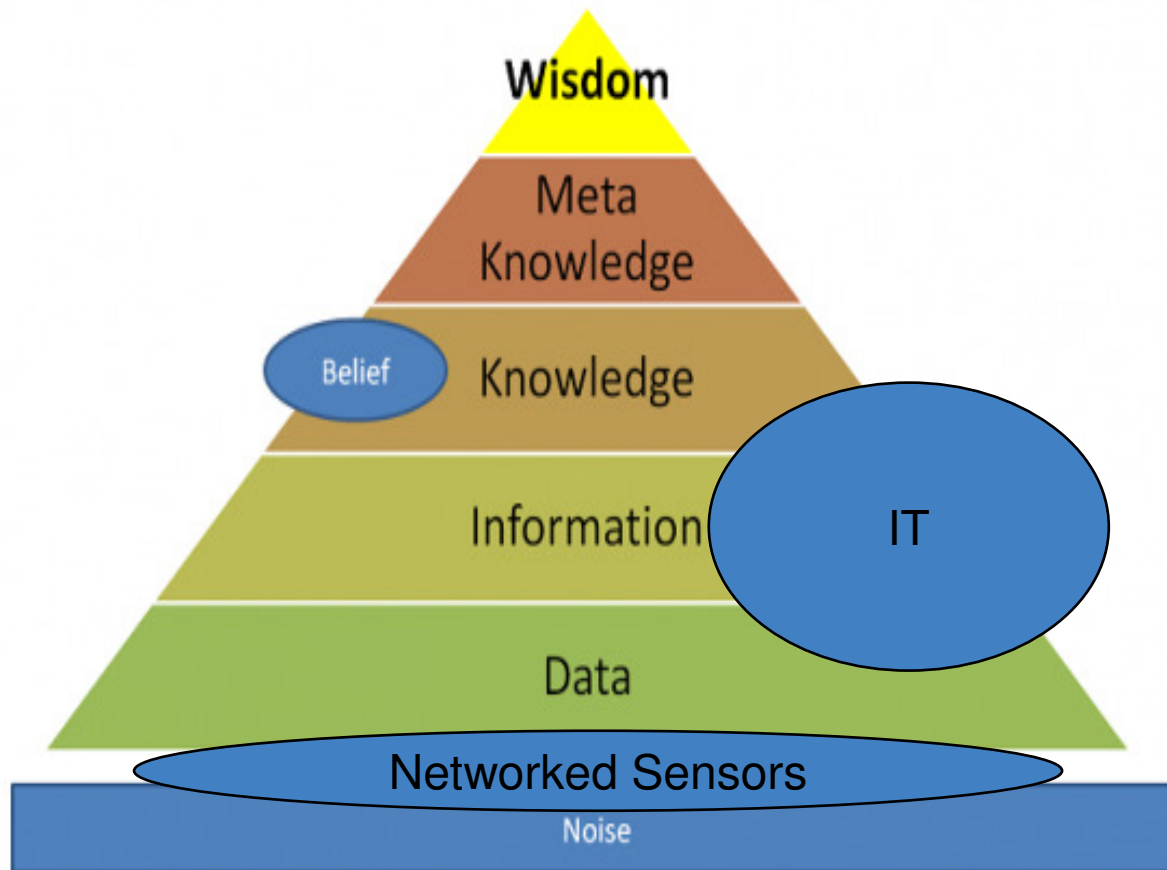 Wisdom
Meta
Knowledge
Belief
Knowledge
Information
IT
Data
Networked Sensors
Noise